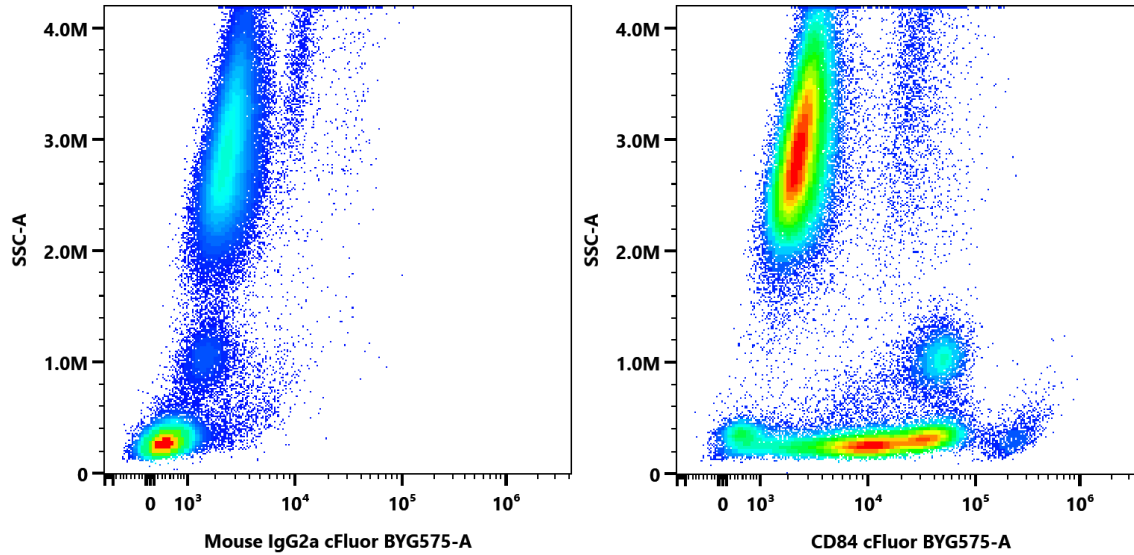 4.0M
3.0M
2.0M
1.0M
0
SSC-A
0 10³ 10⁴ 10⁵ 10⁶
Mouse IgG2a cFluor BYG575-A
4.0M
3.0M
2.0M
1.0M
0
SSC-A
0 10³ 10⁴ 10⁵ 10⁶
CD84 cFluor BYG575-A